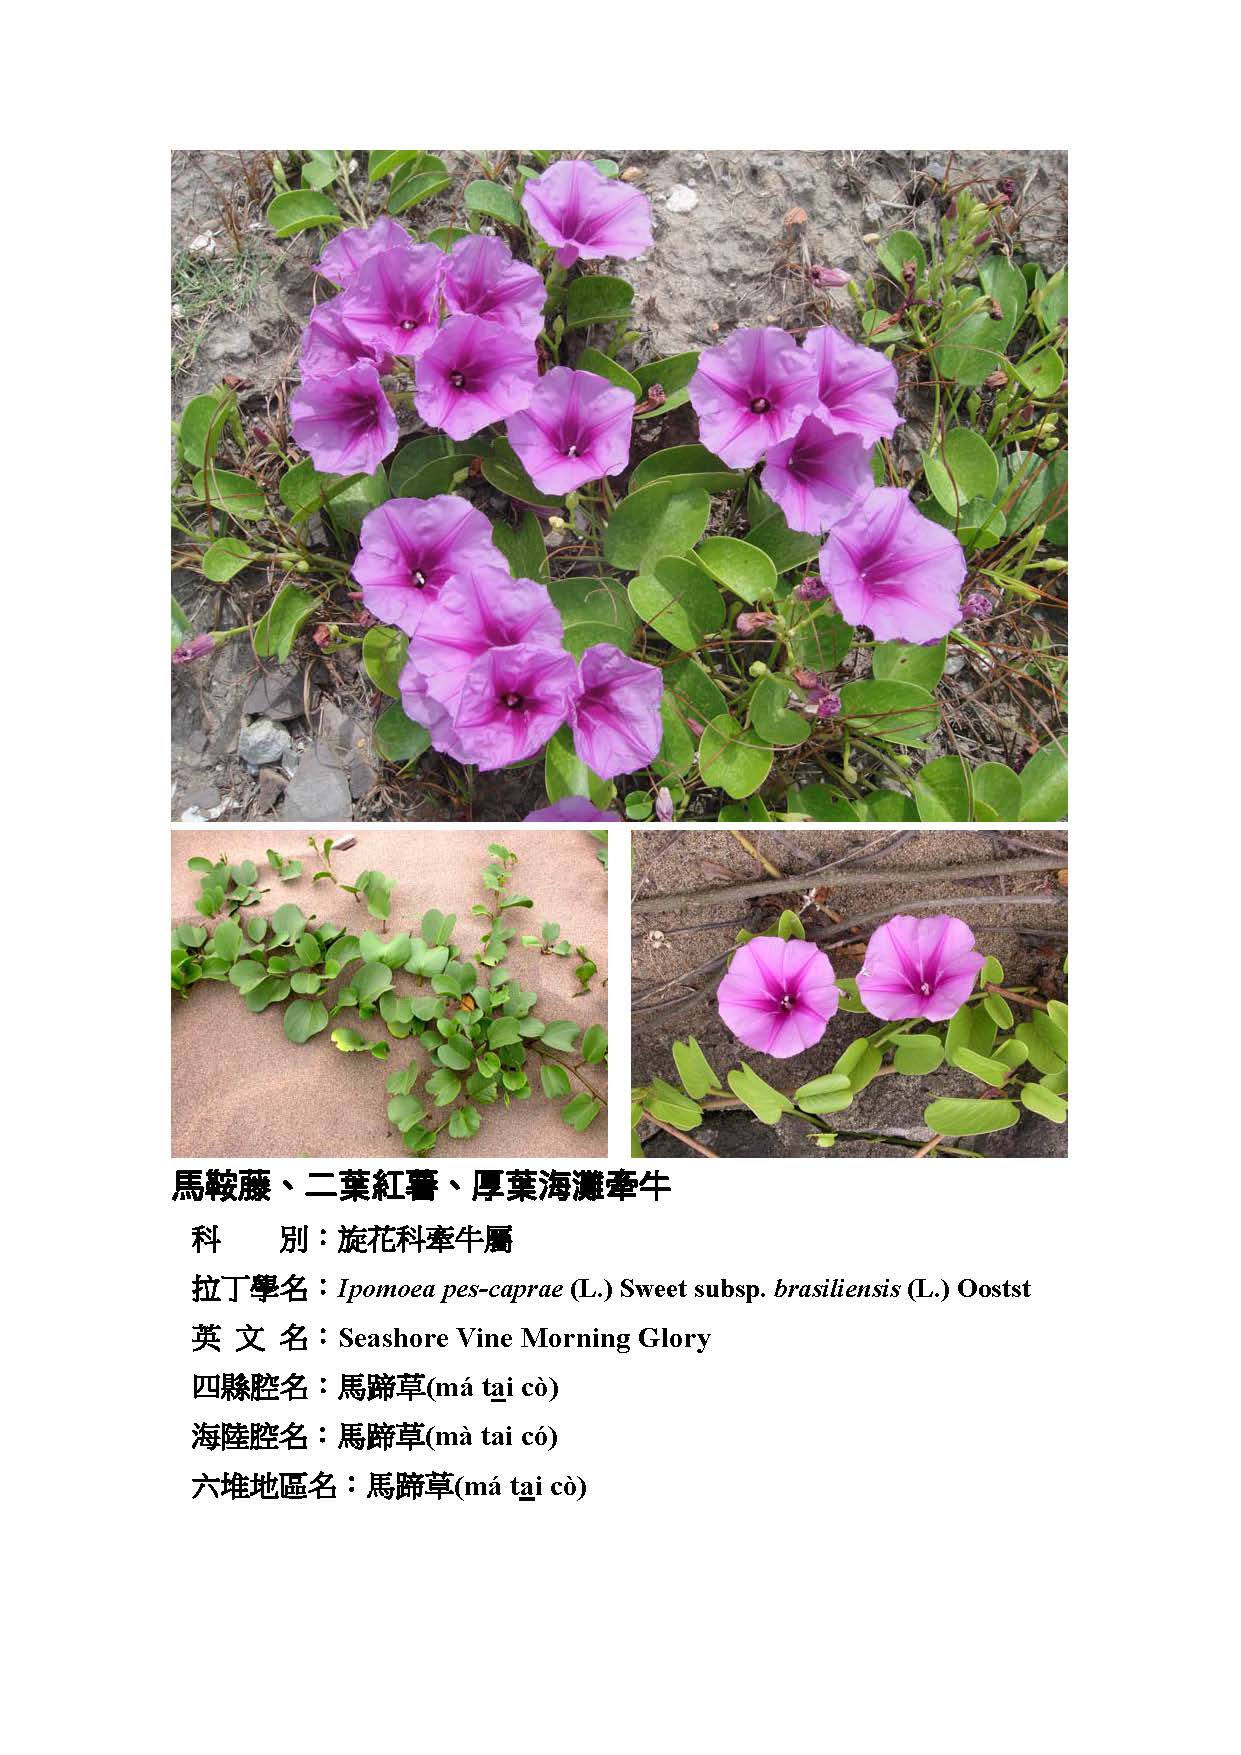 馬鞍藤、二葉紅薯、厚葉海灘牽牛
科　　別：旋花科牽牛屬
拉丁學名：Ipomoea pes-caprae (L.) Sweet subsp. brasiliensis (L.) Oostst
英 文 名：Seashore Vine Morning Glory
四縣腔名：馬蹄草(má ta̲i cò)
海陸腔名：馬蹄草(mà tai có)
六堆地區名：馬蹄草(má ta̲i cò)